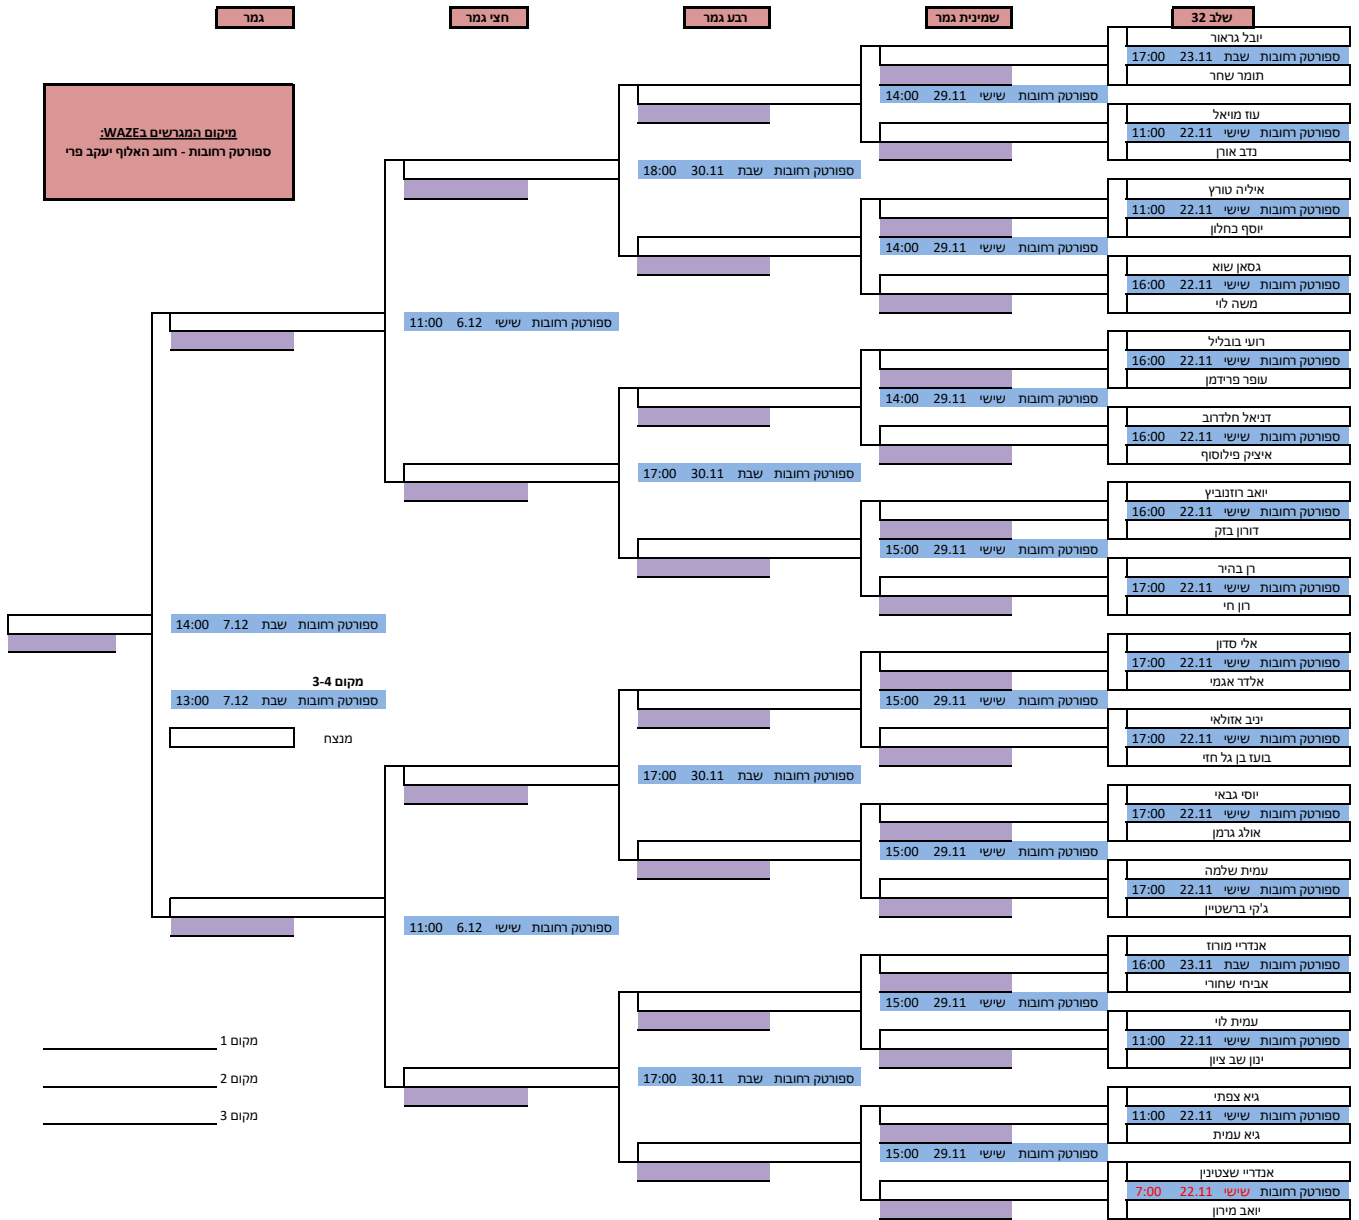 שלב 32
שמינית גמר
רבע גמר
חצי גמר
גמר
יובל גראור
ספורטק רחובות שבת 23.11 17:00
תומר שחר
עוז מויאל
ספורטק רחובות שישי 22.11 11:00
נדב אורן
איליה טורץ
ספורטק רחובות שישי 22.11 11:00
יוסף כחלון
גסאן שוא
ספורטק רחובות שישי 22.11 16:00
משה לוי
רועי בובליל
ספורטק רחובות שישי 22.11 16:00
עופר פרידמן
דניאל חלדרוב
ספורטק רחובות שישי 22.11 16:00
איציק פילוסוף
יואב רוזנוביץ
ספורטק רחובות שישי 22.11 16:00
דורון בזק
רן בהיר
ספורטק רחובות שישי 22.11 17:00
רון חי
אלי סדון
ספורטק רחובות שישי 22.11 17:00
אלדר אגמי
יניב אזולאי
ספורטק רחובות שישי 22.11 17:00
בועז בן גל חזי
יוסי גבאי
ספורטק רחובות שישי 22.11 17:00
אולג גרמן
עמית שלמה
ספורטק רחובות שישי 22.11 17:00
ג'קי ברשטיין
אנדריי מורוז
ספורטק רחובות שבת 23.11 16:00
אביחי שחורי
עמית לוי
ספורטק רחובות שישי 22.11 11:00
ינון שב ציון
גיא צפתי
ספורטק רחובות שישי 22.11 11:00
גיא עמית
אנדריי שצטינין
ספורטק רחובות שישי 22.11 7:00
יואב מירון
ספורטק רחובות שישי 29.11 14:00
ספורטק רחובות שישי 29.11 14:00
ספורטק רחובות שישי 29.11 14:00
ספורטק רחובות שישי 29.11 15:00
ספורטק רחובות שישי 29.11 15:00
ספורטק רחובות שישי 29.11 15:00
ספורטק רחובות שישי 29.11 15:00
ספורטק רחובות שישי 29.11 15:00
ספורטק רחובות שבת 30.11 18:00
ספורטק רחובות שבת 30.11 17:00
ספורטק רחובות שבת 30.11 17:00
ספורטק רחובות שבת 30.11 17:00
ספורטק רחובות שישי 6.12 11:00
ספורטק רחובות שישי 6.12 11:00
מיקום המגרשים בWAZE:
ספורטק רחובות - רחוב האלוף יעקב פרי
ספורטק רחובות שבת 7.12 14:00
מקום 3-4
ספורטק רחובות שבת 7.12 13:00
מנצח
מקום 1
מקום 2
מקום 3